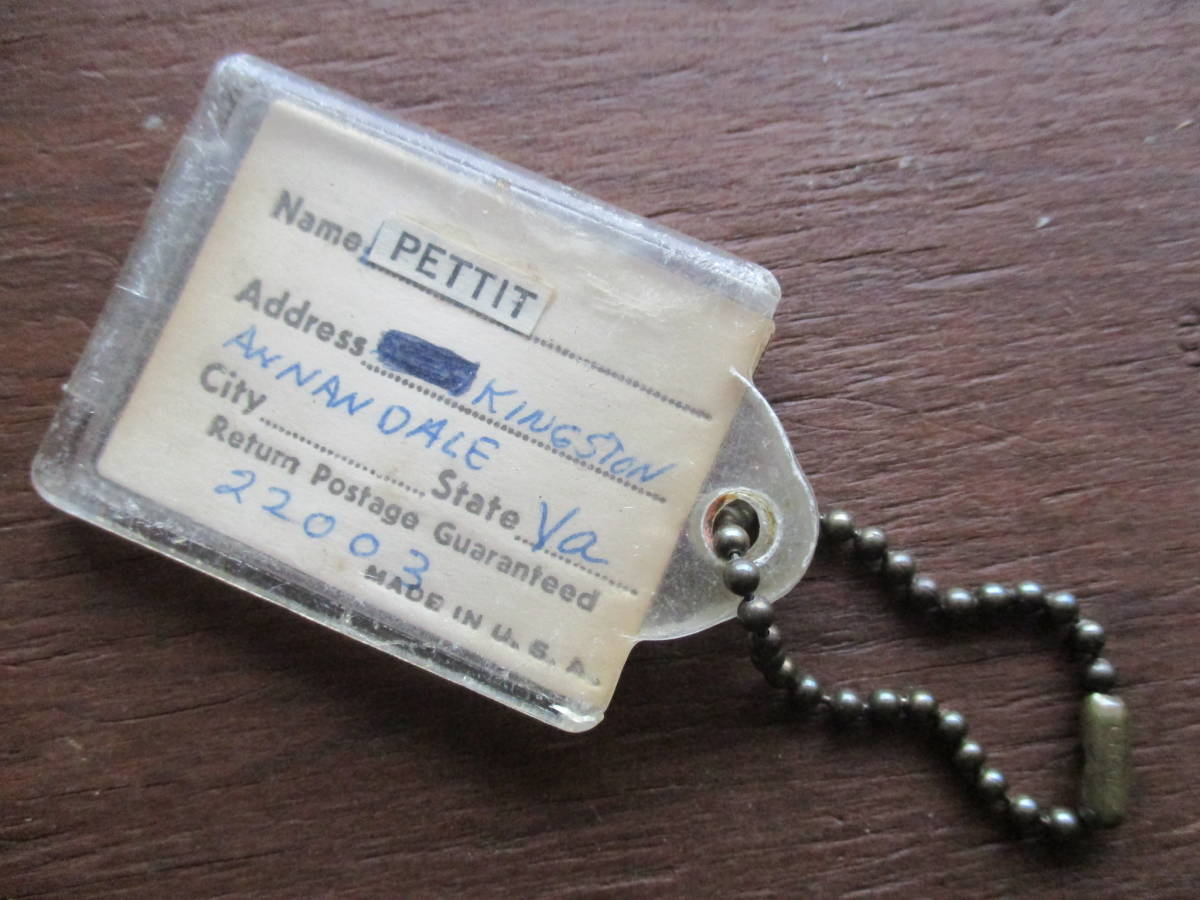 Name PETTIT
Address KINGSTON
ANNANDALE
City State Va
Return Postage Guaranteed
22003
MADE IN U. S. A.